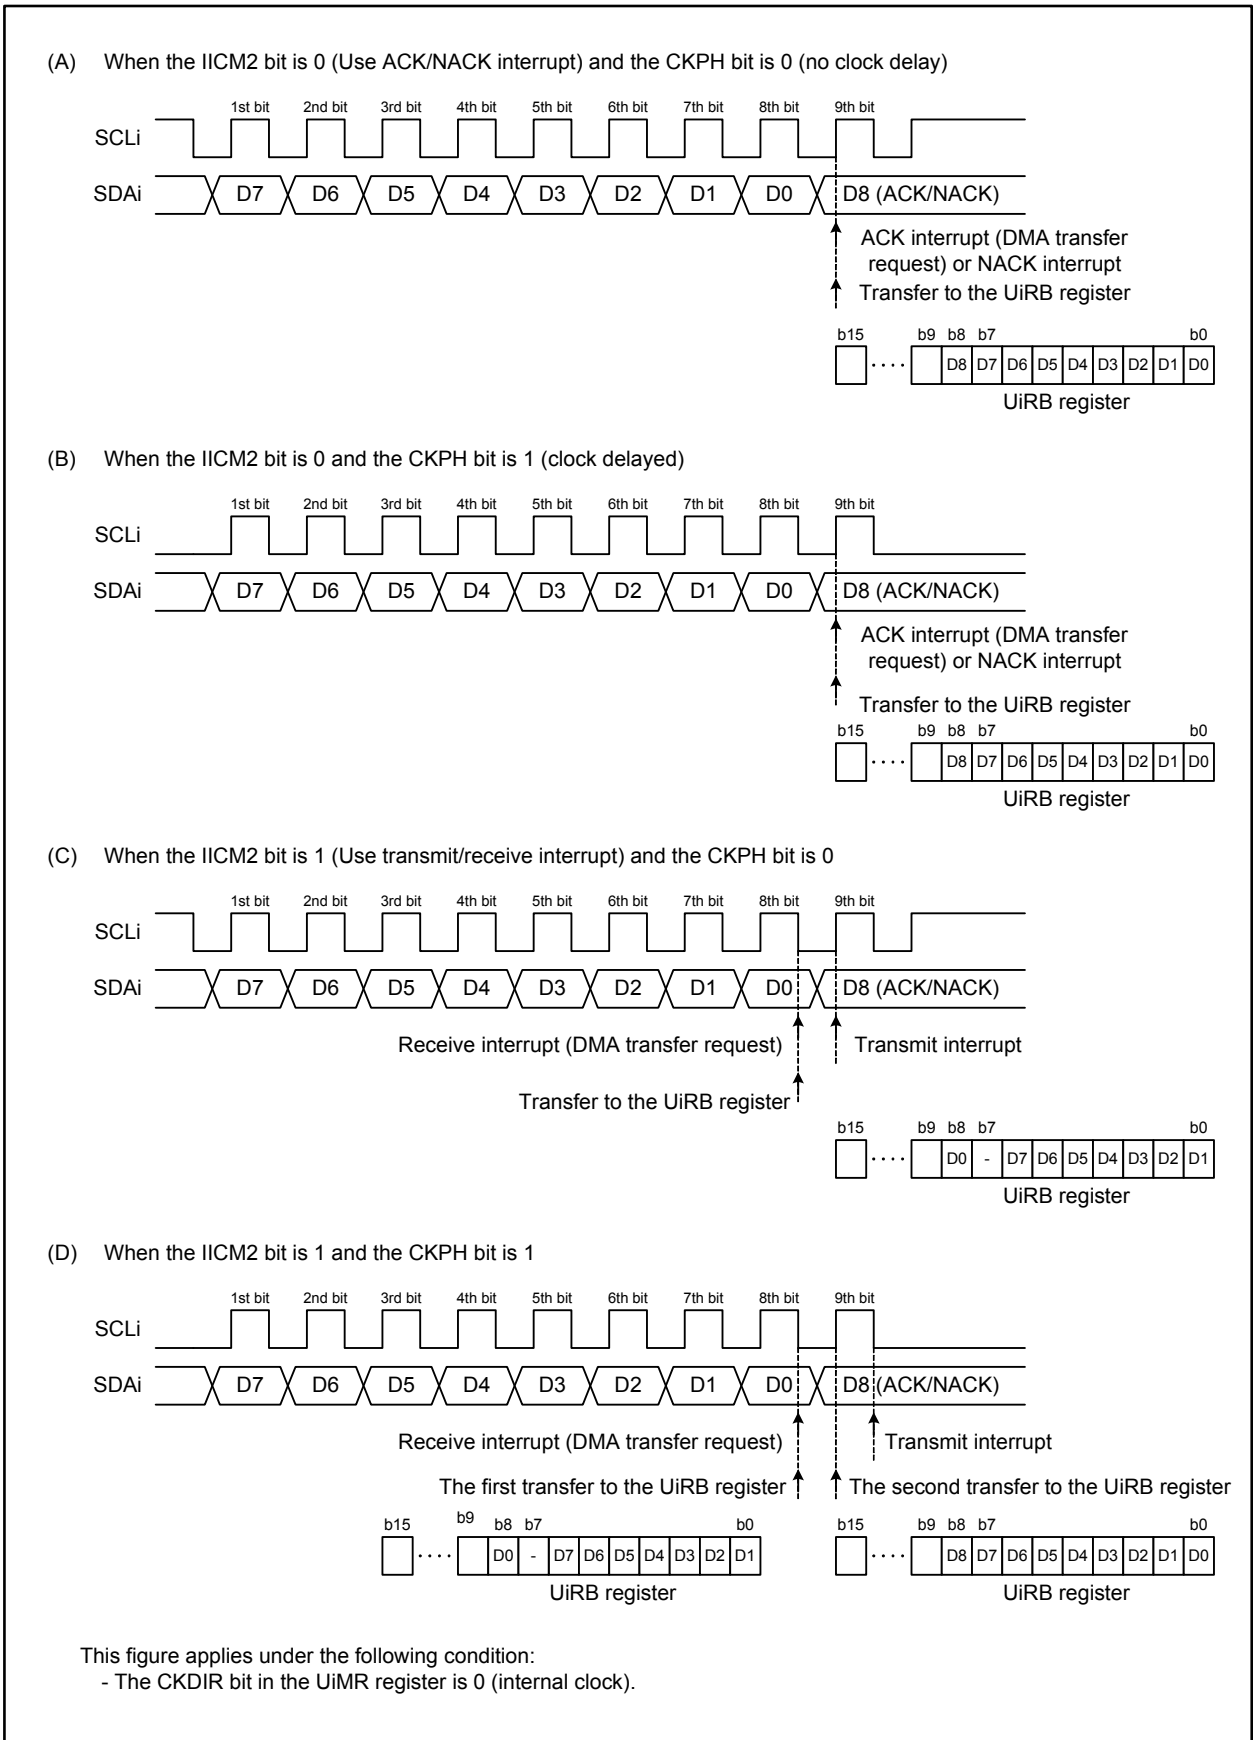 (A) When the IICM2 bit is 0 (Use ACK/NACK interrupt) and the CKPH bit is 0 (no clock delay)
1st bit 2nd bit 3rd bit 4th bit 5th bit 6th bit 7th bit 8th bit 9th bit
SCLi
SDAi D7 D6 D5 D4 D3 D2 D1 D0 D8 (ACK/NACK)
ACK interrupt (DMA transfer
request) or NACK interrupt
Transfer to the UiRB register
b15 b9 b8 b7 b0
···· D8 D7 D6 D5 D4 D3 D2 D1 D0
UiRB register
(B) When the IICM2 bit is 0 and the CKPH bit is 1 (clock delayed)
1st bit 2nd bit 3rd bit 4th bit 5th bit 6th bit 7th bit 8th bit 9th bit
SCLi
SDAi D7 D6 D5 D4 D3 D2 D1 D0 D8 (ACK/NACK)
ACK interrupt (DMA transfer
request) or NACK interrupt
Transfer to the UiRB register
b15 b9 b8 b7 b0
···· D8 D7 D6 D5 D4 D3 D2 D1 D0
UiRB register
(C) When the IICM2 bit is 1 (Use transmit/receive interrupt) and the CKPH bit is 0
1st bit 2nd bit 3rd bit 4th bit 5th bit 6th bit 7th bit 8th bit 9th bit
SCLi
SDAi D7 D6 D5 D4 D3 D2 D1 D0 D8 (ACK/NACK)
Receive interrupt (DMA transfer request) Transmit interrupt
Transfer to the UiRB register
b15 b9 b8 b7 b0
···· D0 - D7 D6 D5 D4 D3 D2 D1
UiRB register
(D) When the IICM2 bit is 1 and the CKPH bit is 1
1st bit 2nd bit 3rd bit 4th bit 5th bit 6th bit 7th bit 8th bit 9th bit
SCLi
SDAi D7 D6 D5 D4 D3 D2 D1 D0 D8 (ACK/NACK)
Receive interrupt (DMA transfer request) Transmit interrupt
The first transfer to the UiRB register The second transfer to the UiRB register
b15 b9 b8 b7 b0 b15 b9 b8 b7 b0
···· D0 - D7 D6 D5 D4 D3 D2 D1 ···· D8 D7 D6 D5 D4 D3 D2 D1 D0
UiRB register UiRB register
This figure applies under the following condition:
- The CKDIR bit in the UiMR register is 0 (internal clock).